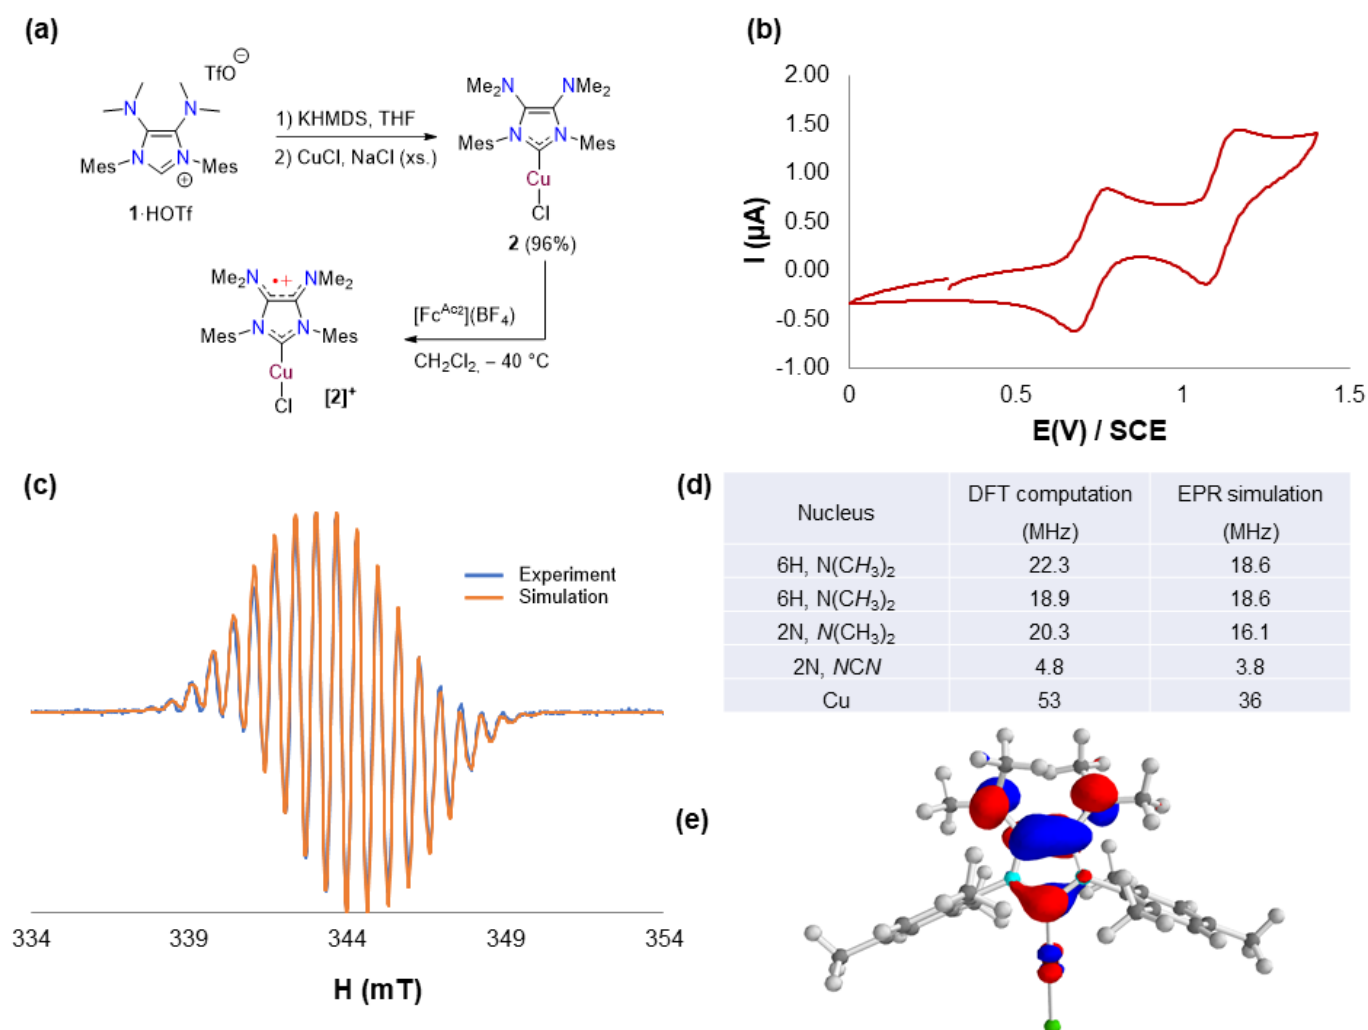 (a)
TfO⊖
N N
Mes N N Mes
⊕
1·HOTf
1) KHMDS, THF
2) CuCl, NaCl (xs.)
Me2N NMe2
Mes N N Mes
Cu
Cl
2 (96%)
Me2N •+ NMe2
Mes N N Mes
Cu
Cl
[2]+
[FcAc2](BF4)
CH2Cl2, – 40 °C
(b)
2.00
1.50
1.00
0.50
0.00
-0.50
-1.00
I (µA)
0 0.5 1 1.5
E(V) / SCE
(c)
Experiment
Simulation
334 339 344 349 354
H (mT)
(d)
Nucleus DFT computation (MHz) EPR simulation (MHz)
6H, N(CH3)2 22.3 18.6
6H, N(CH3)2 18.9 18.6
2N, N(CH3)2 20.3 16.1
2N, NCN 4.8 3.8
Cu 53 36
(e)